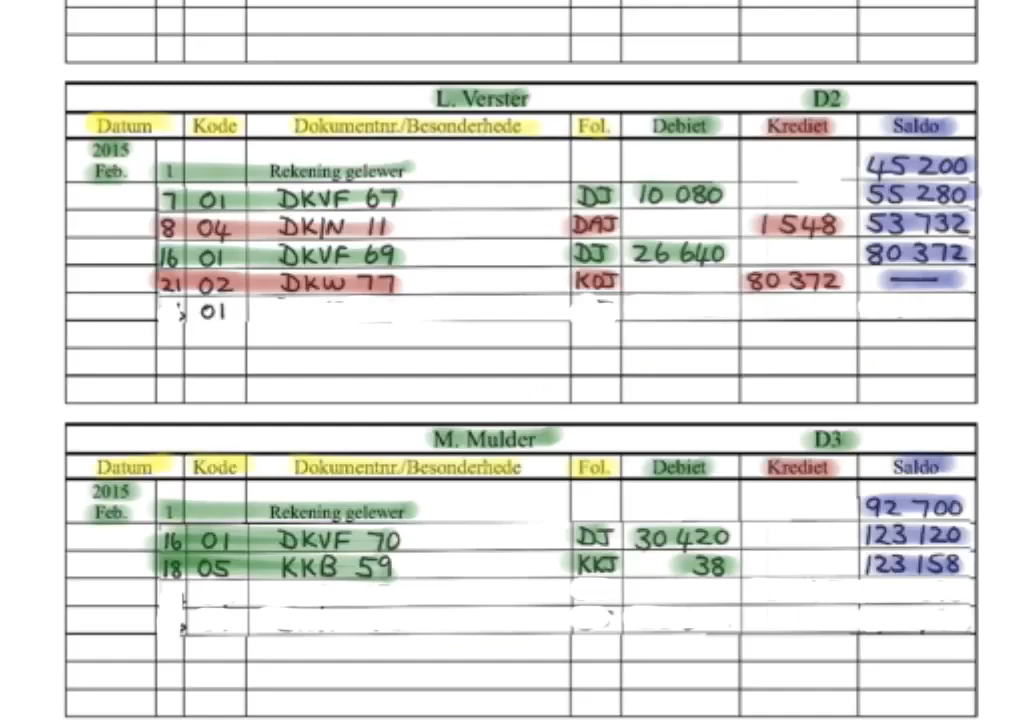 L. Verster D2
Datum Kode Dokumentnr./Besonderhede Fol. Debiet Krediet Saldo
2015
Feb. 1 Rekening gelewer 45 200
7 01 DKVF 67 DJ 10 080 55 280
8 04 DK/N 11 DAJ 1 548 53 732
16 01 DKVF 69 DJ 26 640 80 372
21 02 DKW 77 KOJ 80 372 —
01
M. Mulder D3
Datum Kode Dokumentnr./Besonderhede Fol. Debiet Krediet Saldo
2015
Feb. 1 Rekening gelewer 92 700
16 01 DKVF 70 DJ 30 420 123 120
18 05 KKB 59 KKJ 38 123 158